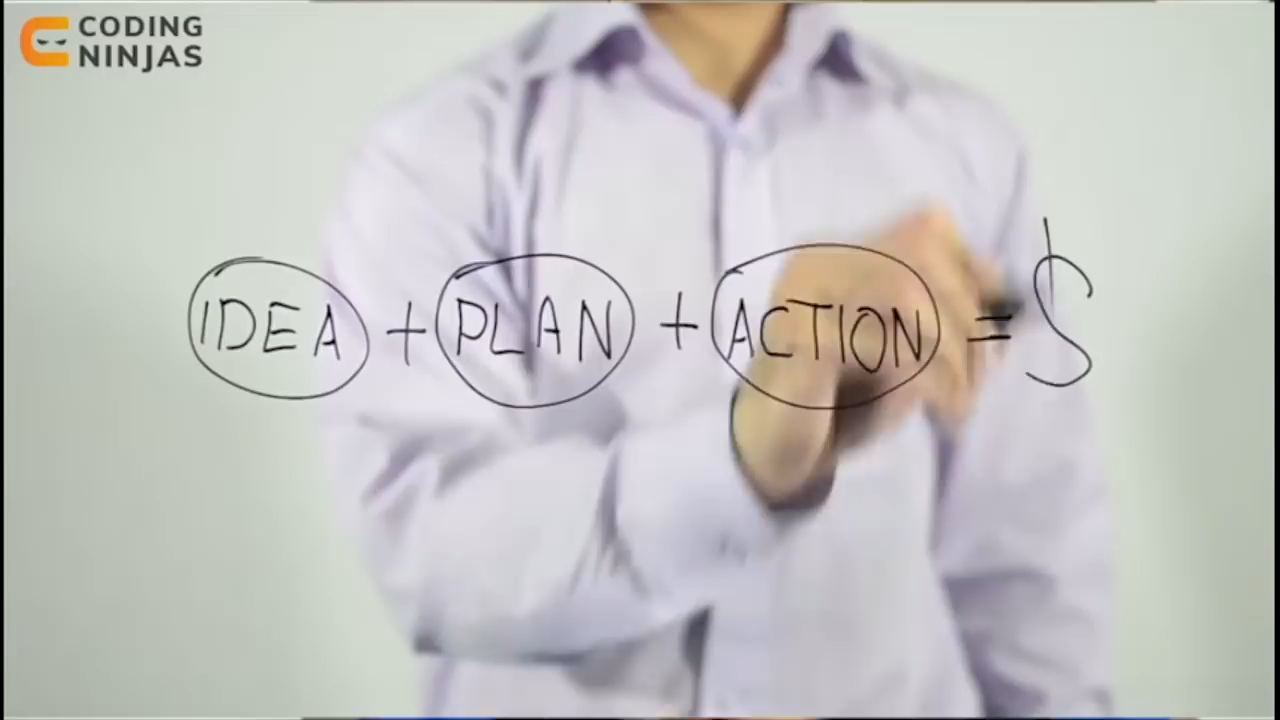 CODING
NINJAS
IDEA + PLAN + ACTION = $